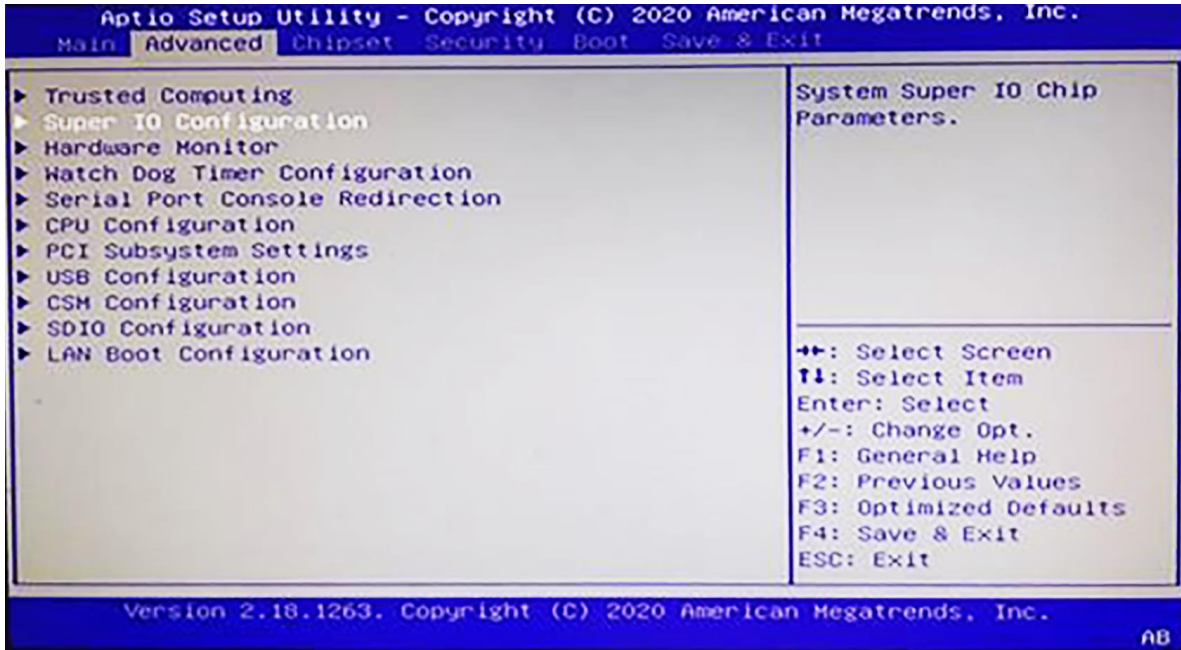 Aptio Setup Utility - Copyright (C) 2020 American Megatrends, Inc.
Main Advanced Chipset Security Boot Save & Exit
▶ Trusted Computing
▶ Super IO Configuration
▶ Hardware Monitor
▶ Watch Dog Timer Configuration
▶ Serial Port Console Redirection
▶ CPU Configuration
▶ PCI Subsystem Settings
▶ USB Configuration
▶ CSM Configuration
▶ SDIO Configuration
▶ LAN Boot Configuration
System Super IO Chip
Parameters.
→←: Select Screen
↑↓: Select Item
Enter: Select
+/-: Change Opt.
F1: General Help
F2: Previous Values
F3: Optimized Defaults
F4: Save & Exit
ESC: Exit
Version 2.18.1263. Copyright (C) 2020 American Megatrends, Inc.
AB